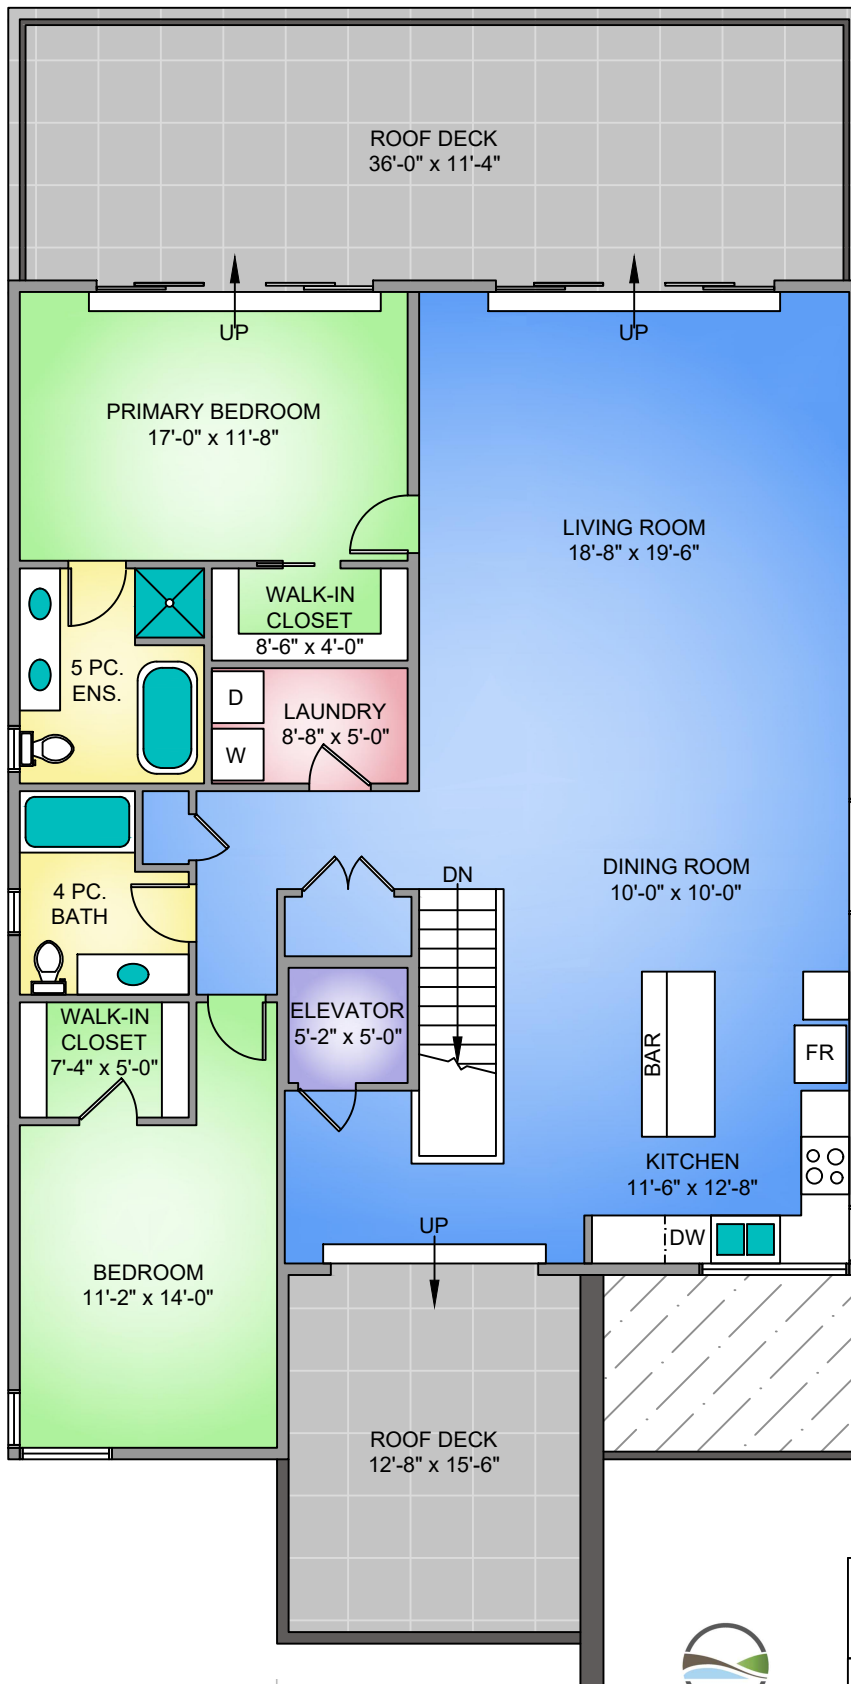 ROOF DECK
36'-0" x 11'-4"
UP
UP
PRIMARY BEDROOM
17'-0" x 11'-8"
LIVING ROOM
18'-8" x 19'-6"
WALK-IN
CLOSET
8'-6" x 4'-0"
5 PC.
ENS.
D
LAUNDRY
8'-8" x 5'-0"
W
DINING ROOM
10'-0" x 10'-0"
DN
4 PC.
BATH
ELEVATOR
5'-2" x 5'-0"
WALK-IN
CLOSET
7'-4" x 5'-0"
BAR
FR
KITCHEN
11'-6" x 12'-8"
UP
DW
BEDROOM
11'-2" x 14'-0"
ROOF DECK
12'-8" x 15'-6"